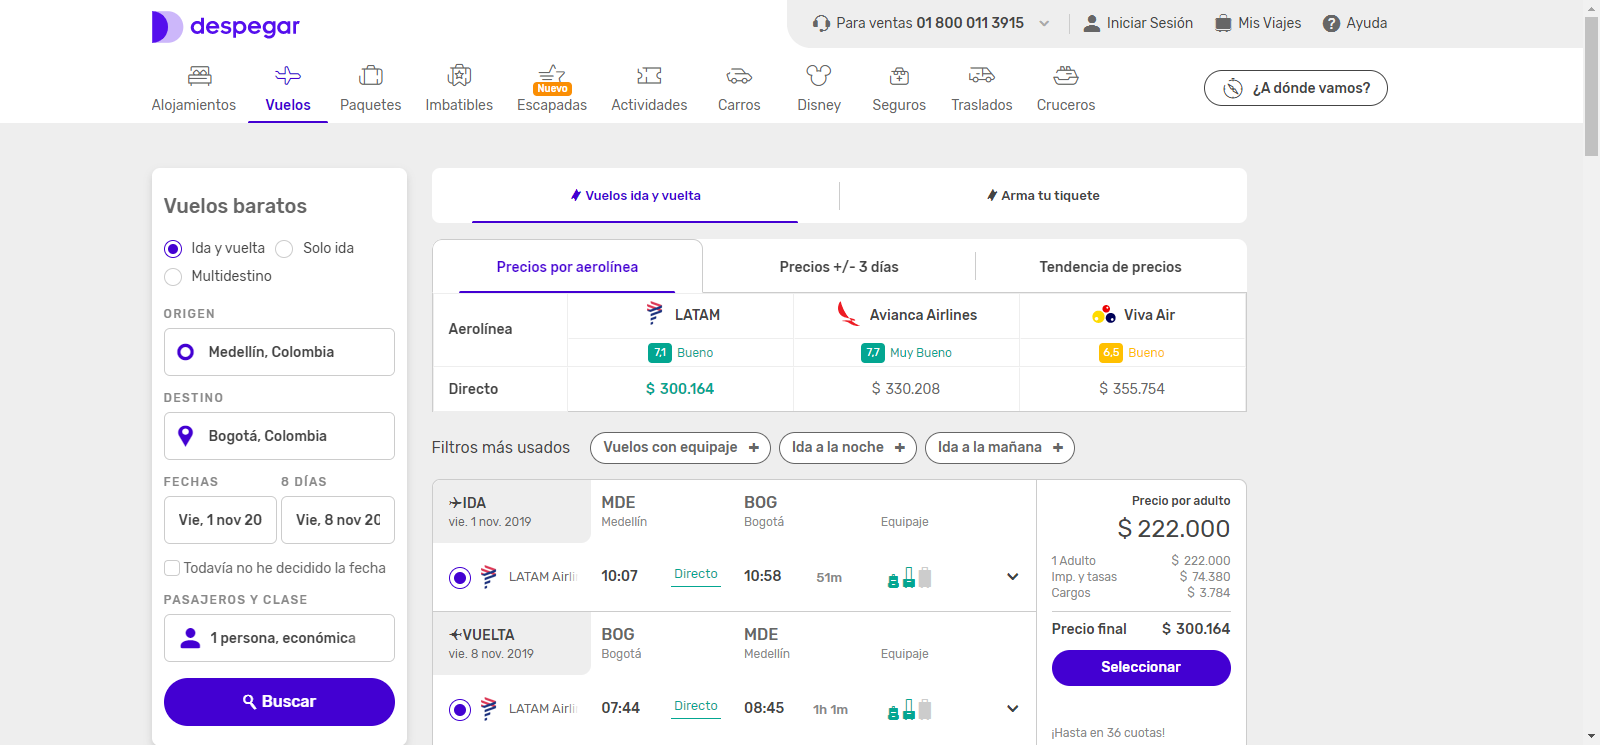 despegar
Para ventas 01 800 011 3915
Iniciar Sesión
Mis Viajes
Ayuda
Alojamientos
Vuelos
Paquetes
Imbatibles
Nuevo
Escapadas
Actividades
Carros
Disney
Seguros
Traslados
Cruceros
¿A dónde vamos?
Vuelos baratos
Ida y vuelta
Solo ida
Multidestino
ORIGEN
Medellín, Colombia
DESTINO
Bogotá, Colombia
FECHAS
8 DÍAS
Vie, 1 nov 20
Vie, 8 nov 20
Todavía no he decidido la fecha
PASAJEROS Y CLASE
1 persona, económica
Buscar
Vuelos ida y vuelta
Arma tu tiquete
Precios por aerolínea
Precios +/- 3 días
Tendencia de precios
Aerolínea
LATAM
Avianca Airlines
Viva Air
7,1 Bueno
7,7 Muy Bueno
6,5 Bueno
Directo
$ 300.164
$ 330.208
$ 355.754
Filtros más usados
Vuelos con equipaje +
Ida a la noche +
Ida a la mañana +
IDA
vie. 1 nov. 2019
MDE
Medellín
BOG
Bogotá
Equipaje
LATAM Airli
10:07
Directo
10:58
51m
VUELTA
vie. 8 nov. 2019
BOG
Bogotá
MDE
Medellín
Equipaje
LATAM Airli
07:44
Directo
08:45
1h 1m
Precio por adulto
$ 222.000
1 Adulto $ 222.000
Imp. y tasas $ 74.380
Cargos $ 3.784
Precio final $ 300.164
Seleccionar
¡Hasta en 36 cuotas!